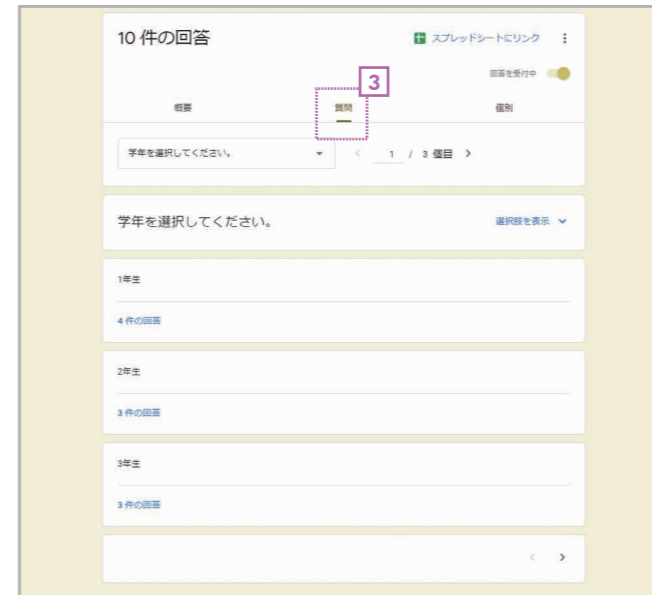 10 件の回答
スプレッドシートにリンク
回答を受付中
3
概要 質問 個別
学年を選択してください。 1 / 3 個目
学年を選択してください。 選択肢を表示
1年生
4 件の回答
2年生
3 件の回答
3年生
3 件の回答